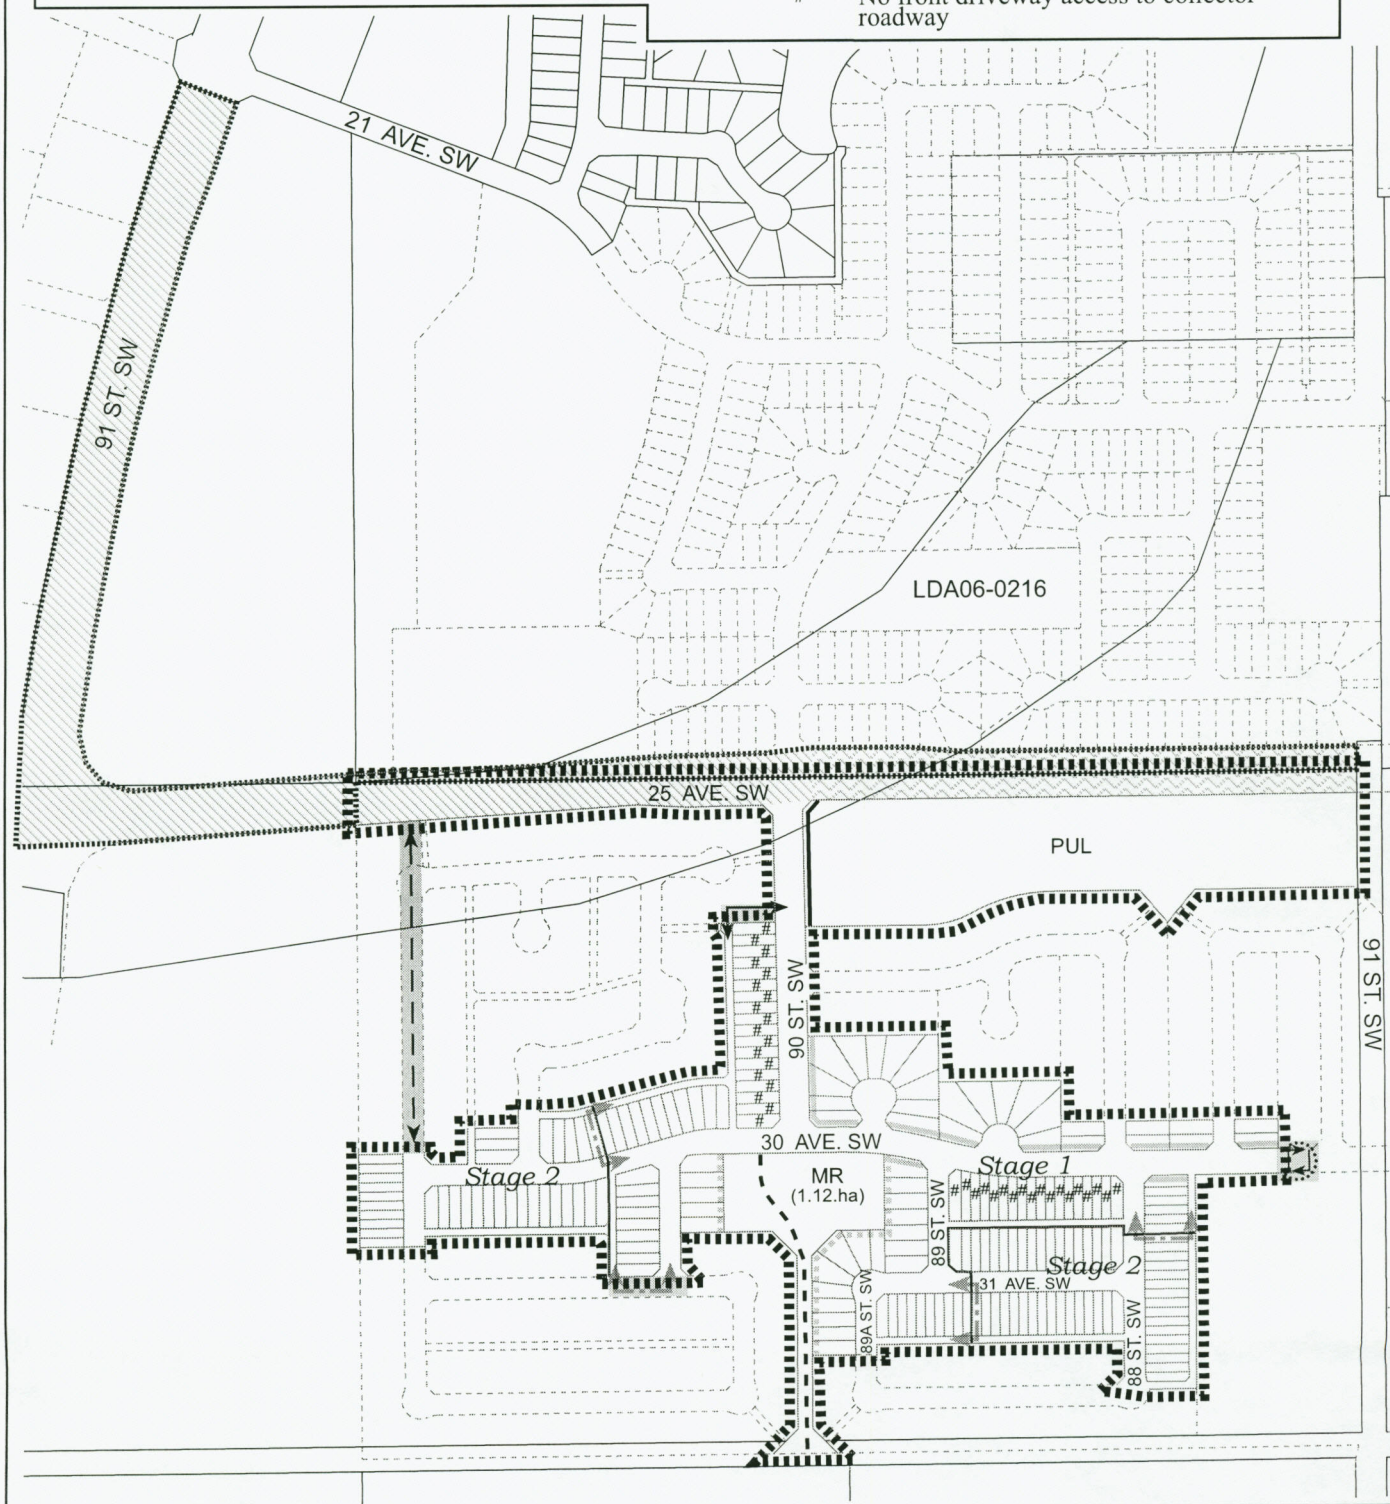 No front driveway access to collector
roadway
21 AVE. SW
91 ST. SW
LDA06-0216
25 AVE. SW
PUL
90 ST. SW
91 ST. SW
30 AVE. SW
Stage 2
MR
(1.12.ha)
Stage 1
89 ST. SW
Stage 2
31 AVE. SW
89A ST. SW
88 ST. SW